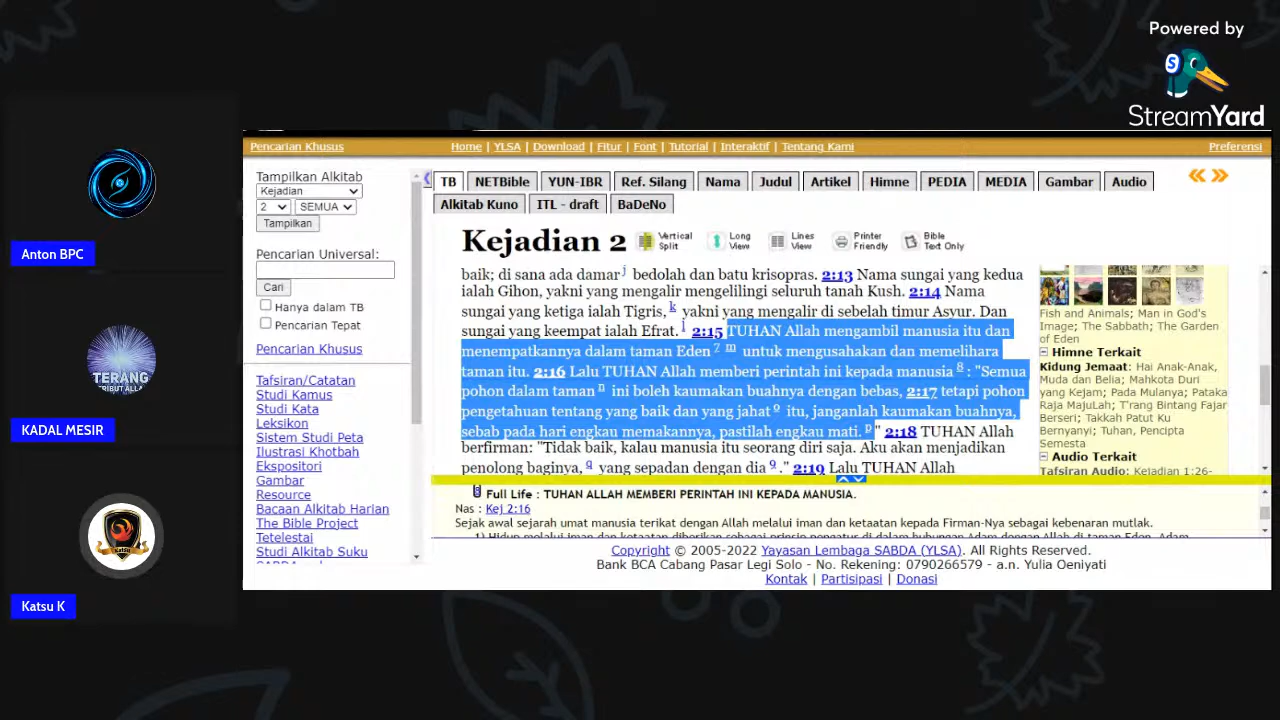 Powered by
StreamYard
Pencarian Khusus
Home | YLSA | Download | Fitur | Font | Tutorial | Interaktif | Tentang Kami
Preferensi
Tampilkan Alkitab
Kejadian
2
SEMUA
Tampilkan
Pencarian Universal:
Cari
Hanya dalam TB
Pencarian Tepat
Pencarian Khusus
Tafsiran/Catatan
Studi Kamus
Studi Kata
Leksikon
Sistem Studi Peta
Ilustrasi Khotbah
Ekspositori
Gambar
Resource
Bacaan Alkitab Harian
The Bible Project
Tetelestai
Studi Alkitab Suku
TB
NETBible
YUN-IBR
Ref. Silang
Nama
Judul
Artikel
Himne
PEDIA
MEDIA
Gambar
Audio
Alkitab Kuno
ITL - draft
BaDeNo
Kejadian 2
Vertical Split
Long View
Lines View
Printer Friendly
Bible Text Only
baik; di sana ada damar j bedolah dan batu krisopras. 2:13 Nama sungai yang kedua
ialah Gihon, yakni yang mengalir mengelilingi seluruh tanah Kush. 2:14 Nama
sungai yang ketiga ialah Tigris, k yakni yang mengalir di sebelah timur Asyur. Dan
sungai yang keempat ialah Efrat. l 2:15 TUHAN Allah mengambil manusia itu dan
menempatkannya dalam taman Eden 7 m untuk mengusahakan dan memelihara
taman itu. 2:16 Lalu TUHAN Allah memberi perintah ini kepada manusia 8 : "Semua
pohon dalam taman n ini boleh kaumakan buahnya dengan bebas, 2:17 tetapi pohon
pengetahuan tentang yang baik dan yang jahat o itu, janganlah kaumakan buahnya,
sebab pada hari engkau memakannya, pastilah engkau mati. p " 2:18 TUHAN Allah
berfirman: "Tidak baik, kalau manusia itu seorang diri saja. Aku akan menjadikan
penolong baginya, q yang sepadan dengan dia 9 ." 2:19 Lalu TUHAN Allah
Fish and Animals; Man in God's
Image; The Sabbath; The Garden
of Eden
Himne Terkait
Kidung Jemaat: Hai Anak-Anak,
Muda dan Belia; Mahkota Duri
yang Kejam; Pada Mulanya; Pataka
Raja MajuLah; T'rang Bintang Fajar
Berseri; Takkah Patut Ku
Bernyanyi; Tuhan, Pencipta
Semesta
Audio Terkait
Tafsiran Audio: Kejadian 1:26-
8 Full Life : TUHAN ALLAH MEMBERI PERINTAH INI KEPADA MANUSIA.
Nas : Kej 2:16
Sejak awal sejarah umat manusia terikat dengan Allah melalui iman dan ketaatan kepada Firman-Nya sebagai kebenaran mutlak.
Copyright © 2005-2022 Yayasan Lembaga SABDA (YLSA). All Rights Reserved.
Bank BCA Cabang Pasar Legi Solo - No. Rekening: 0790266579 - a.n. Yulia Oeniyati
Kontak | Partisipasi | Donasi
Anton BPC
TERANG
KADAL MESIR
Katsu K